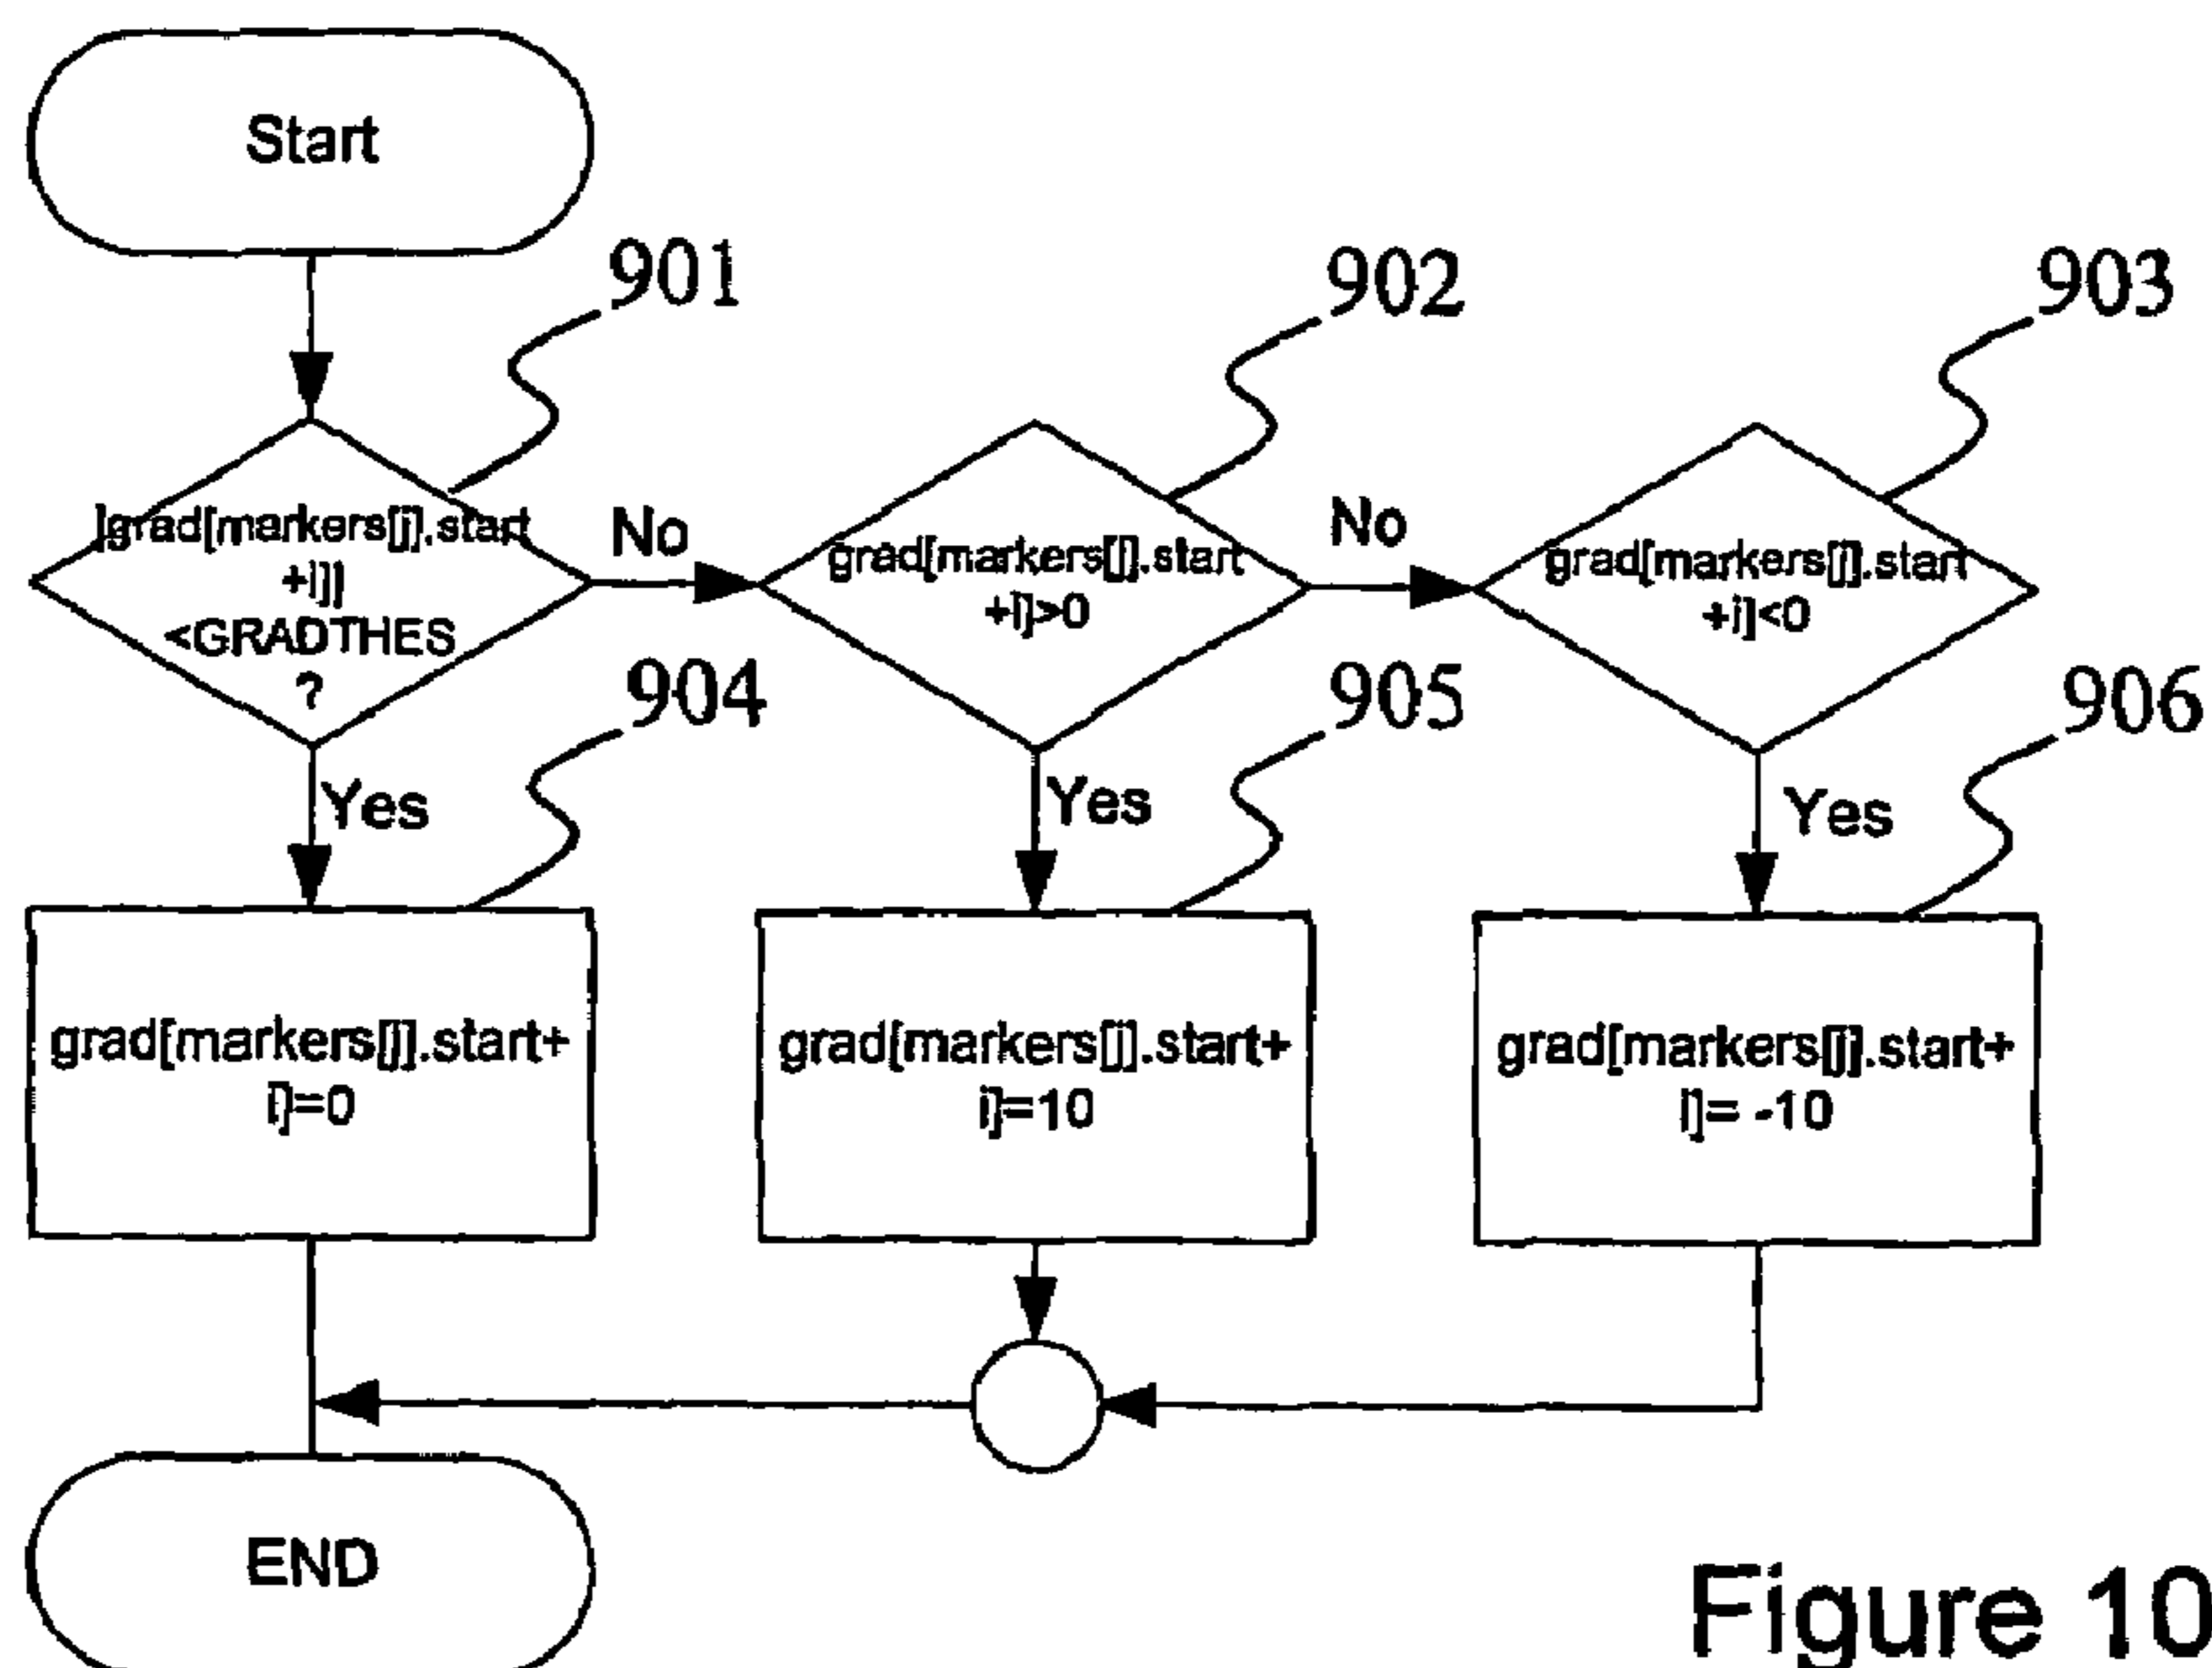 Start
901
902
903
|grad[markers[j].start
+i]|
<GRADTHES
?
No
grad[markers[j].start
+i]>0
No
grad[markers[j].start
+i]<0
904
905
906
Yes
Yes
Yes
grad[markers[j].start+
i]=0
grad[markers[j].start+
i]=10
grad[markers[j].start+
i]= -10
END
Figure 10